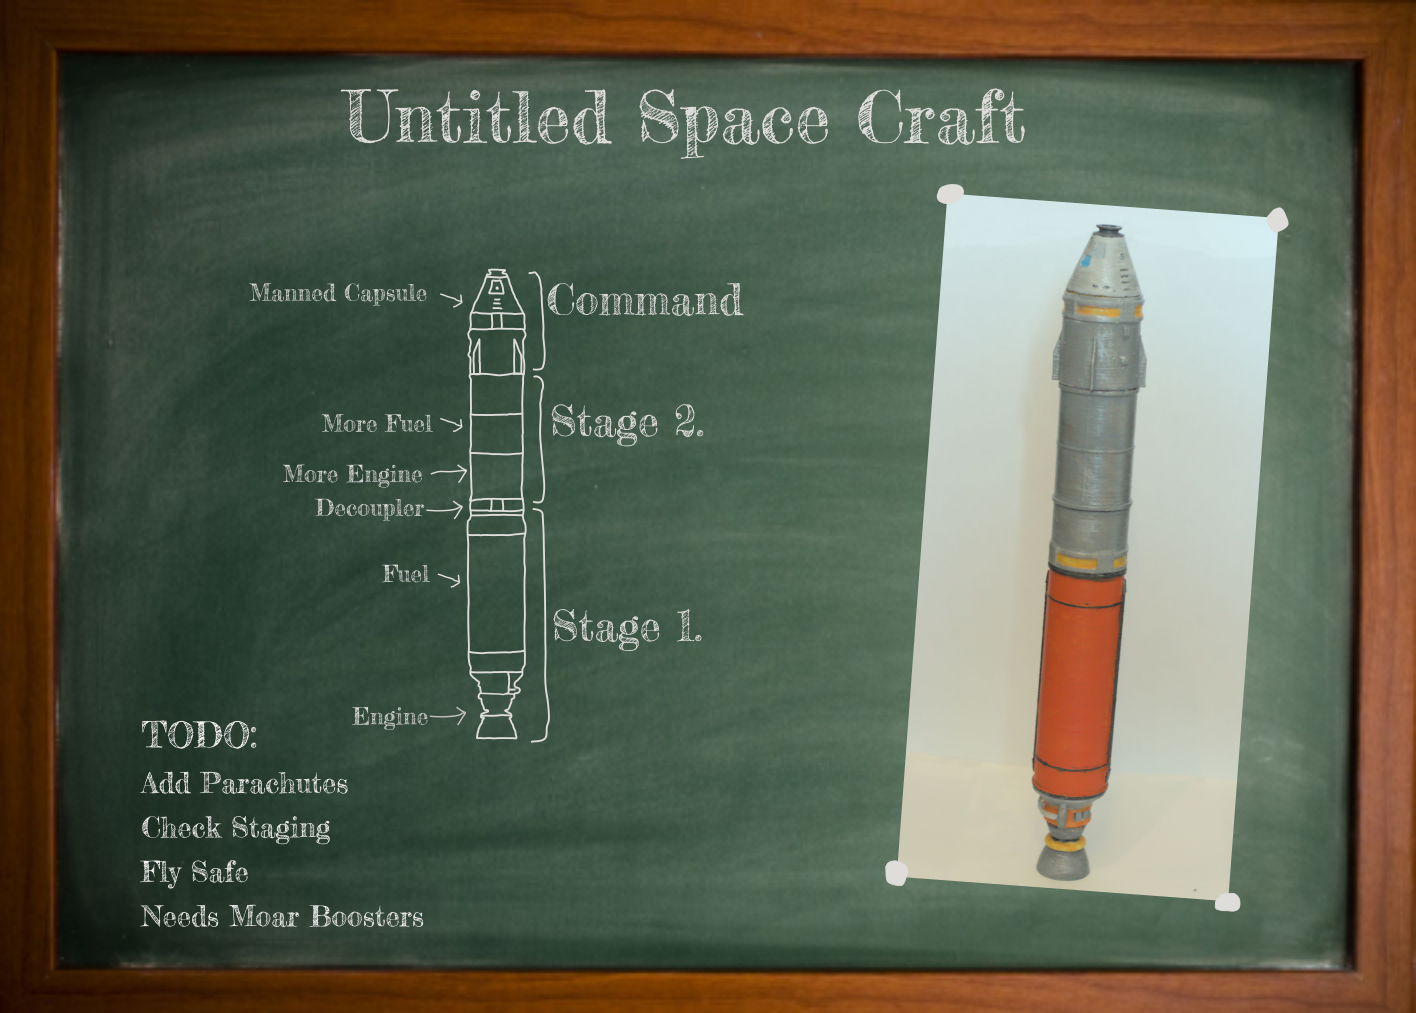 Untitled Space Craft
Manned Capsule
Command
More Fuel
Stage 2.
More Engine
Decoupler
Fuel
Stage 1.
Engine
TODO:
Add Parachutes
Check Staging
Fly Safe
Needs Moar Boosters